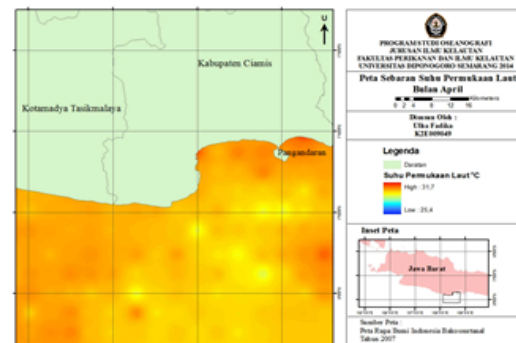 U
Kabupaten Ciamis
Kotamadya Tasikmalaya
Pangandaran
PROGRAM STUDI OSEANOGRAFI
JURUSAN ILMU KELAUTAN
FAKULTAS PERIKANAN DAN ILMU KELAUTAN
UNIVERSITAS DIPONOGORO SEMARANG 2014
Peta Sebaran Suhu Permukaan Laut
Bulan April
0 2 4 8 12 16 Kilometers
Disusun Oleh :
Ulha Fadika
K2E009049
Legenda
Daratan
Suhu Permukaan Laut °C
High : 31,7
Low : 25,4
Inset Peta
Jawa Barat
Sumber Peta :
Peta Rupa Bumi Indonesia Bakosurtanal
Tahun 2007